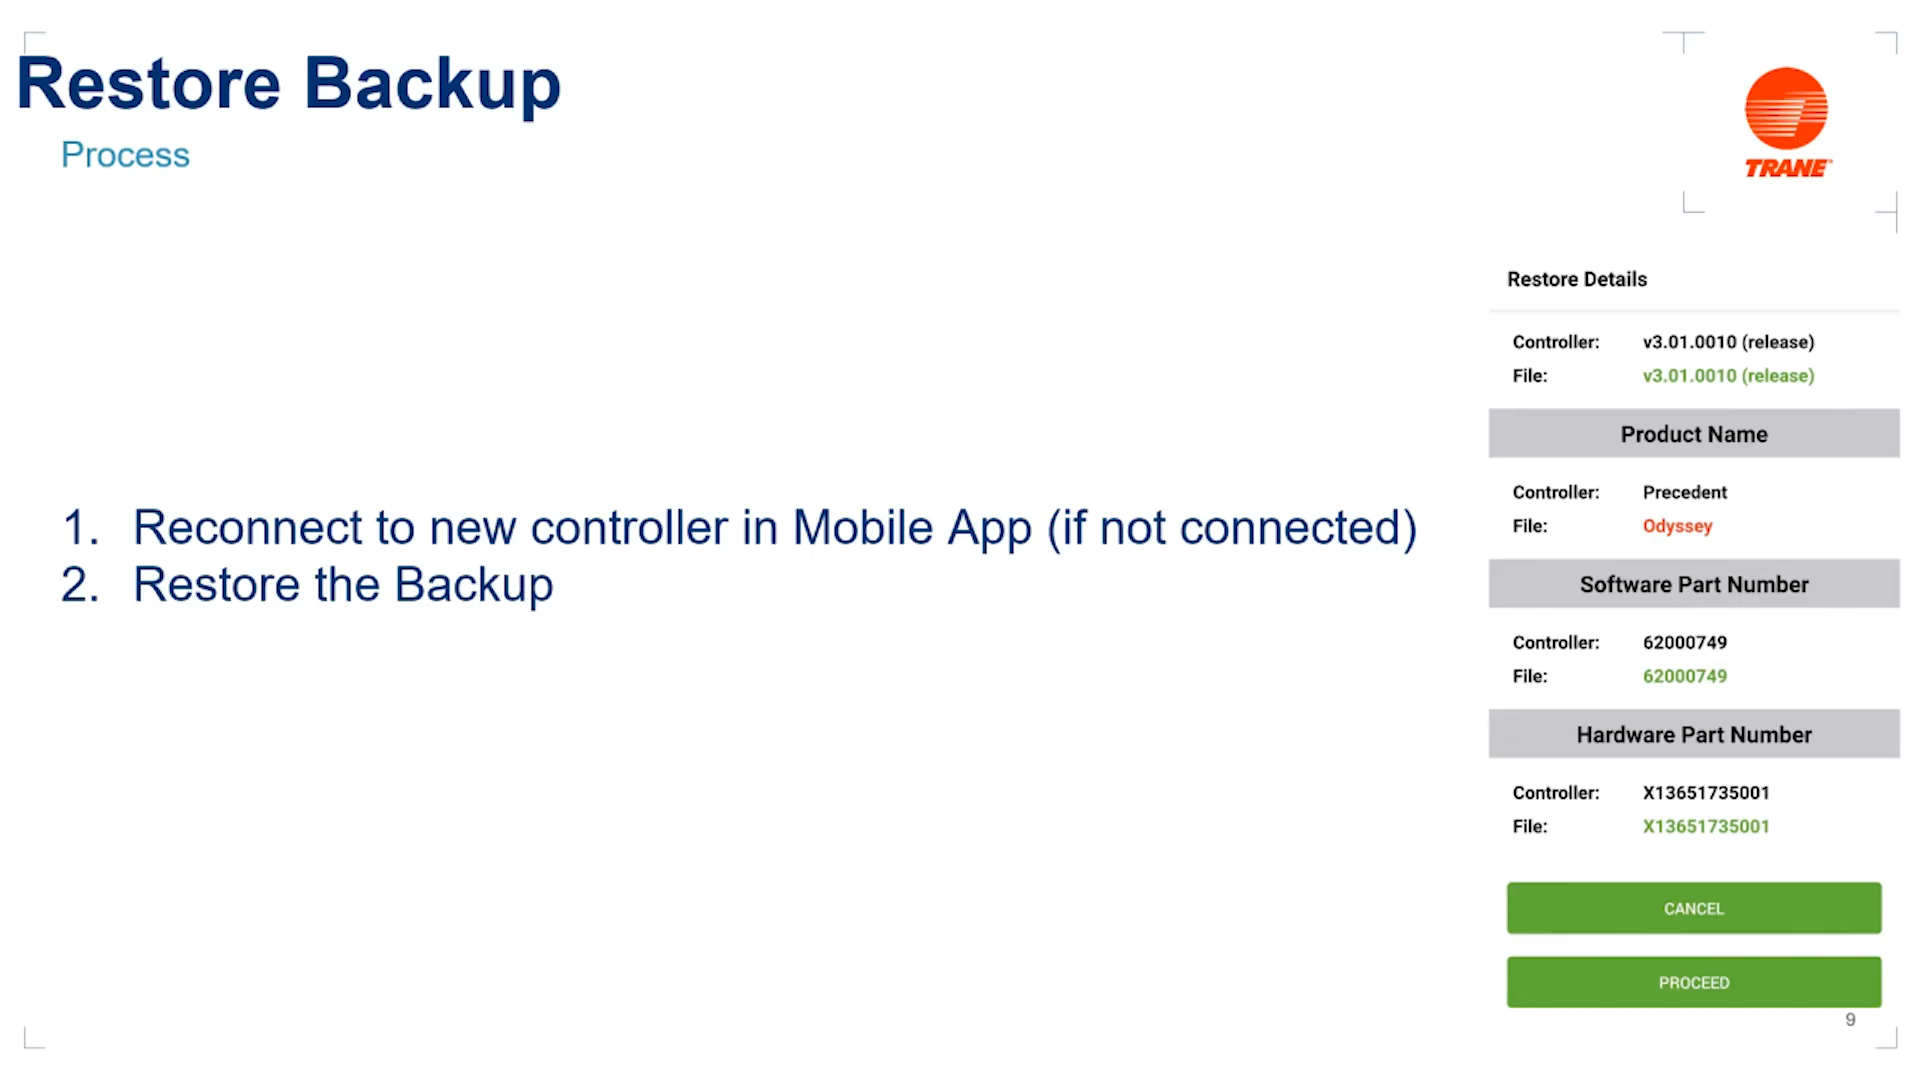 Restore Backup
Process
TRANE
1. Reconnect to new controller in Mobile App (if not connected)
2. Restore the Backup
Restore Details
Controller: v3.01.0010 (release)
File: v3.01.0010 (release)
Product Name
Controller: Precedent
File: Odyssey
Software Part Number
Controller: 62000749
File: 62000749
Hardware Part Number
Controller: X13651735001
File: X13651735001
CANCEL
PROCEED
9